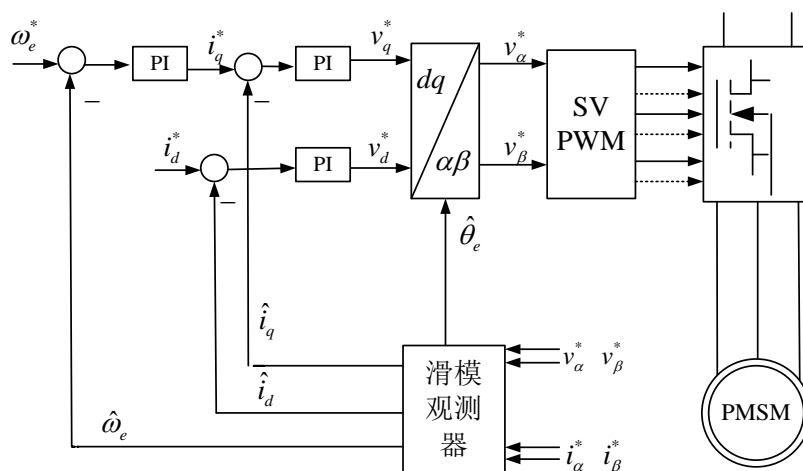 ω_e^*
PI
i_q^*
PI
v_q^*
dq
αβ
v_α^*
v_β^*
SV
PWM
i_d^*
PI
v_d^*
θ̂_e
î_q
î_d
ω̂_e
滑模
观测
器
v_α^* v_β^*
i_α^* i_β^*
PMSM